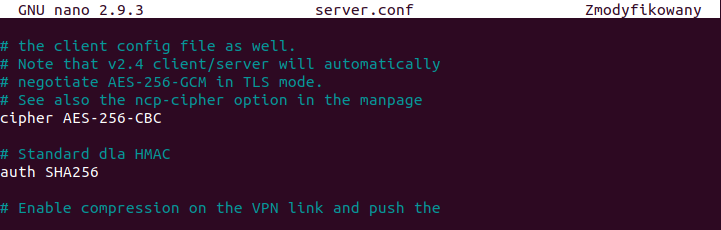 GNU nano 2.9.3 server.conf Zmodyfikowany
# the client config file as well.
# Note that v2.4 client/server will automatically
# negotiate AES-256-GCM in TLS mode.
# See also the ncp-cipher option in the manpage
cipher AES-256-CBC
# Standard dla HMAC
auth SHA256
# Enable compression on the VPN link and push the